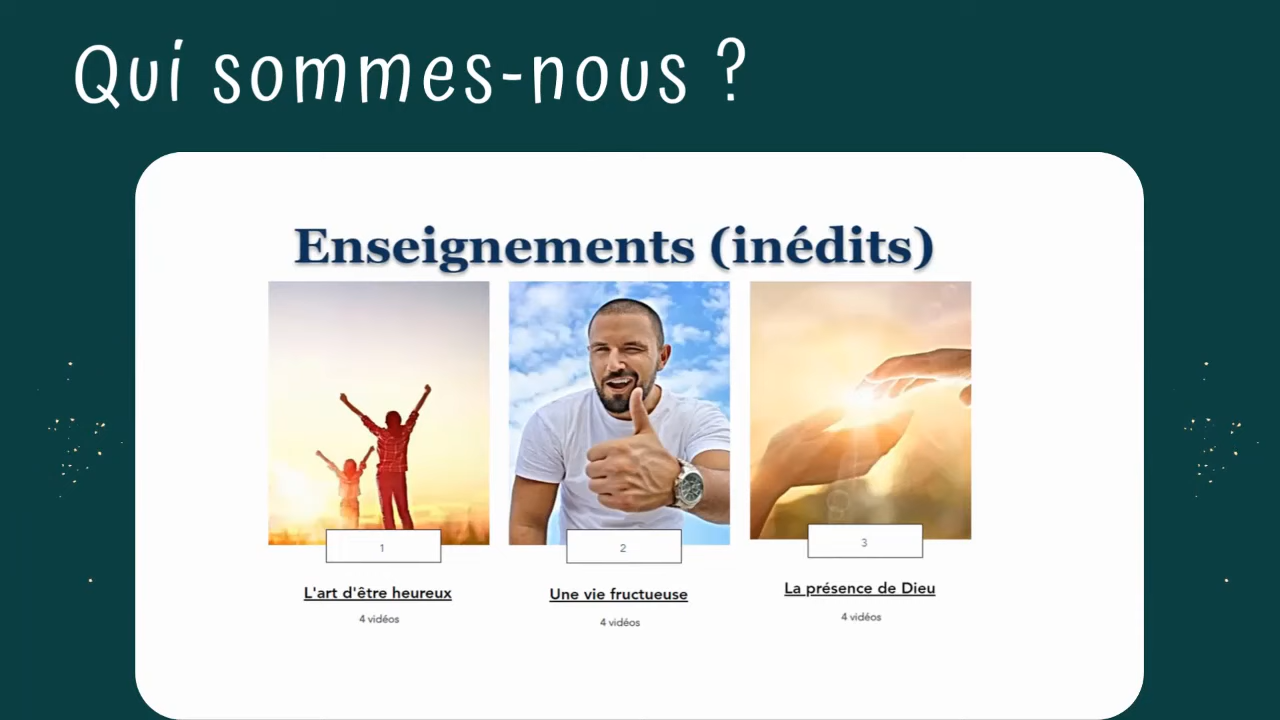 Qui sommes-nous ?
Enseignements (inédits)
1
2
3
L'art d'être heureux
Une vie fructueuse
La présence de Dieu
4 vidéos
4 vidéos
4 vidéos